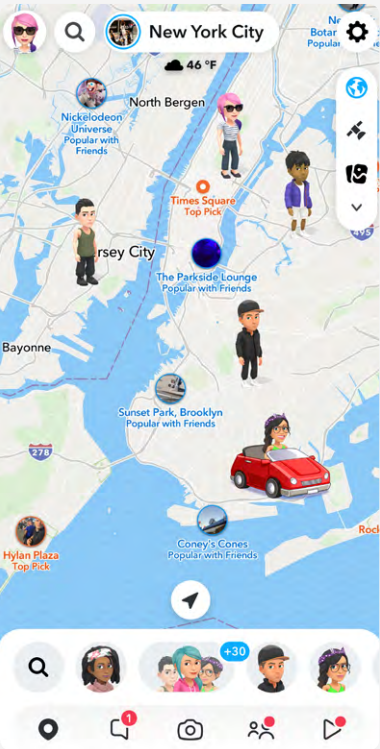 New York City
Ne
Botan
Popula
46 °F
North Bergen
Nickelodeon
Universe
Popular with
Friends
Times Square
Top Pick
495
rsey City
The Parkside Lounge
Popular with Friends
Bayonne
Sunset Park, Brooklyn
Popular with Friends
278
Coney's Cones
Popular with Friends
Rock
Hylan Plaza
Top Pick
+30
1